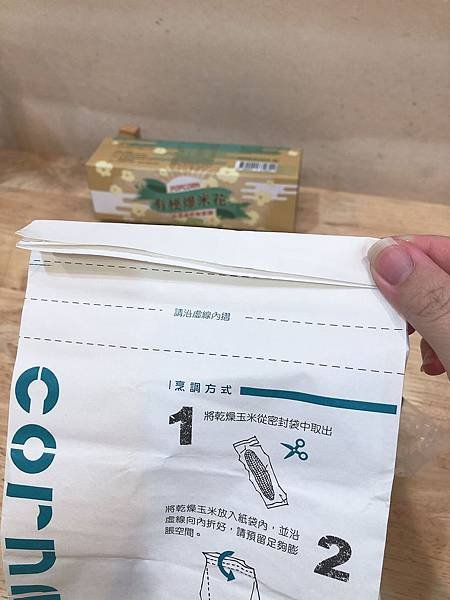 POPCORN
有梗爆米花
請沿虛線內摺
烹調方式
1 將乾燥玉米從密封袋中取出
將乾燥玉米放入紙袋內，並沿
虛線向內折好，請預留足夠膨
脹空間。
2
corn